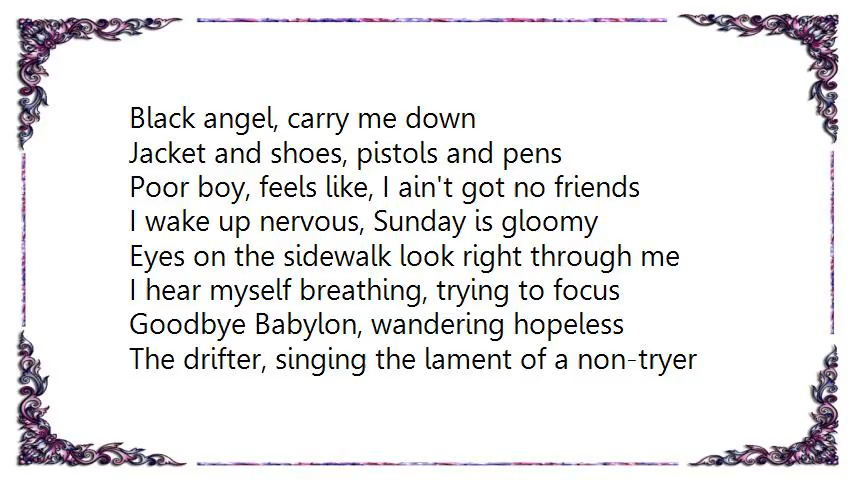 Black angel, carry me down
Jacket and shoes, pistols and pens
Poor boy, feels like, I ain't got no friends
I wake up nervous, Sunday is gloomy
Eyes on the sidewalk look right through me
I hear myself breathing, trying to focus
Goodbye Babylon, wandering hopeless
The drifter, singing the lament of a non-tryer